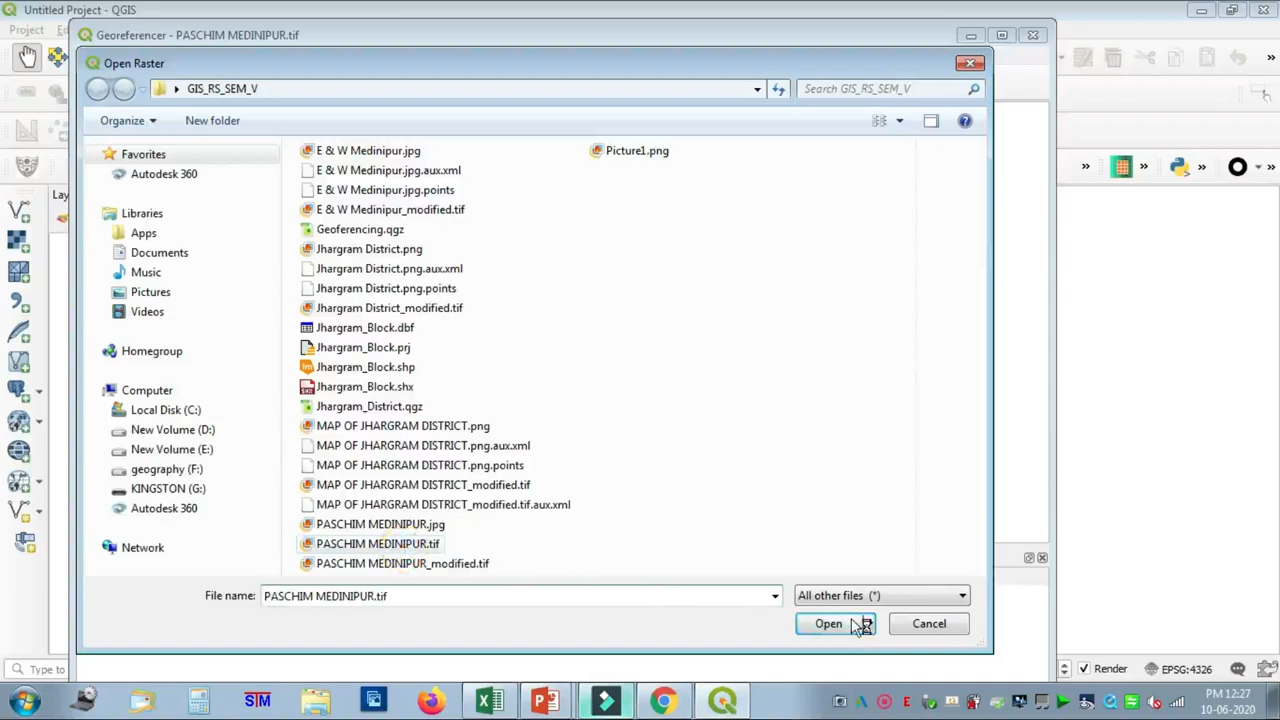 Untitled Project - QGIS
Project
Georeferencer - PASCHIM MEDINIPUR.tif
Open Raster
GIS_RS_SEM_V
Search GIS_RS_SEM_V
Organize
New folder
Favorites
Autodesk 360
Libraries
Apps
Documents
Music
Pictures
Videos
Homegroup
Computer
Local Disk (C:)
New Volume (D:)
New Volume (E:)
geography (F:)
KINGSTON (G:)
Autodesk 360
Network
E & W Medinipur.jpg
E & W Medinipur.jpg.aux.xml
E & W Medinipur.jpg.points
E & W Medinipur_modified.tif
Georefencing.qgz
Jhargram District.png
Jhargram District.png.aux.xml
Jhargram District.png.points
Jhargram District_modified.tif
Jhargram_Block.dbf
Jhargram_Block.prj
Jhargram_Block.shp
Jhargram_Block.shx
Jhargram_District.qgz
MAP OF JHARGRAM DISTRICT.png
MAP OF JHARGRAM DISTRICT.png.aux.xml
MAP OF JHARGRAM DISTRICT.png.points
MAP OF JHARGRAM DISTRICT_modified.tif
MAP OF JHARGRAM DISTRICT_modified.tif.aux.xml
PASCHIM MEDINIPUR.jpg
PASCHIM MEDINIPUR.tif
PASCHIM MEDINIPUR_modified.tif
Picture1.png
File name:
PASCHIM MEDINIPUR.tif
All other files (*)
Open
Cancel
Lay
Type to
Render
EPSG:4326
SIM
PM 12:27
10-06-2020